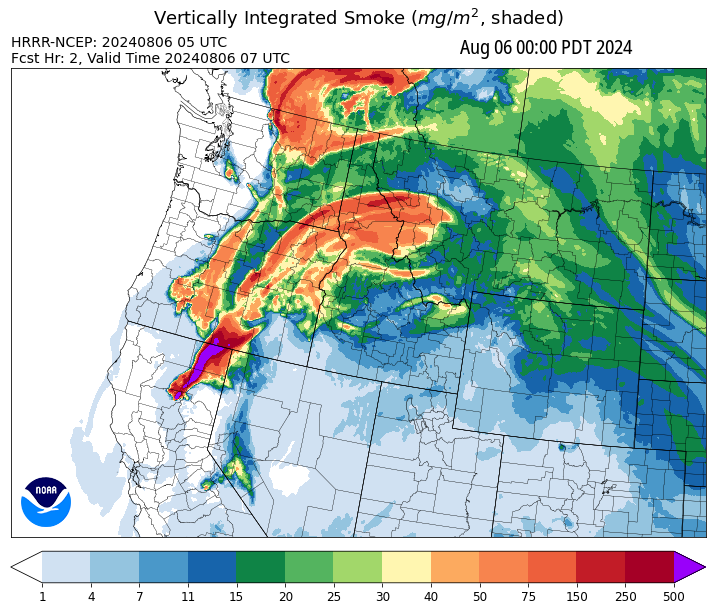 Vertically Integrated Smoke (mg/m², shaded)
HRRR-NCEP: 20240806 05 UTC
Fcst Hr: 2, Valid Time 20240806 07 UTC
Aug 06 00:00 PDT 2024
NOAA
1 4 7 11 15 20 25 30 40 50 75 150 250 500